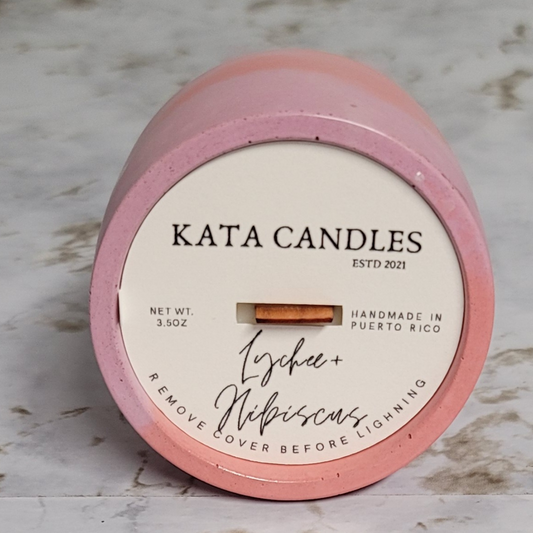 KATA CANDLES
ESTD 2021
NET WT.
3.5OZ
HANDMADE IN
PUERTO RICO
Lychee +
Hibiscus
REMOVE COVER BEFORE LIGHNING